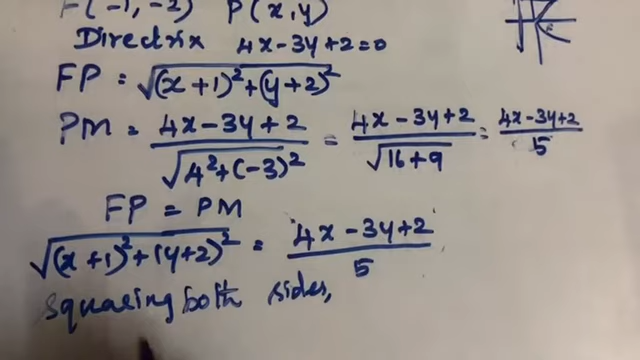 F(-1,-2) P(x,y)
Directrix 4x-3y+2=0
FP = √(x+1)²+(y+2)²
PM = 4x-3y+2/√4²+(-3)² = 4x-3y+2/√16+9 = 4x-3y+2/5
FP = PM
√(x+1)²+(y+2)² = 4x-3y+2/5
Squaring both sides,